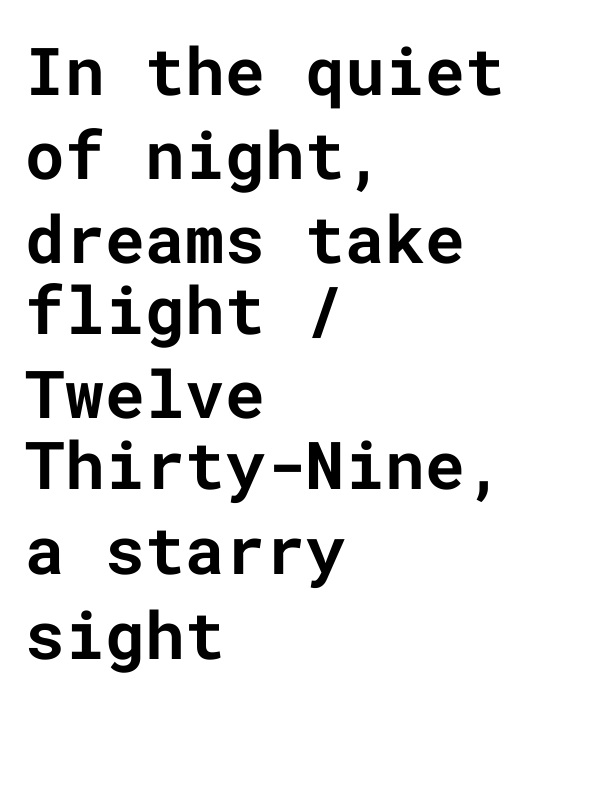 In the quiet
of night,
dreams take
flight /
Twelve
Thirty-Nine,
a starry
sight